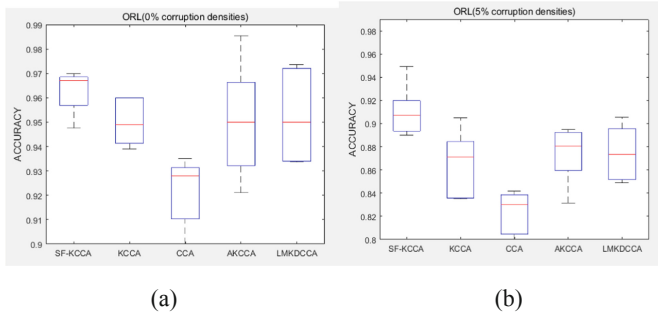 ORL(0% corruption densities)
0.99
0.98
0.97
0.96
0.95
0.94
0.93
0.92
0.91
0.9
ACCURACY
SF-KCCA KCCA CCA AKCCA LMKDCCA
(a)
ORL(5% corruption densities)
0.98
0.96
0.94
0.92
0.9
0.88
0.86
0.84
0.82
0.8
ACCURACY
SF-KCCA KCCA CCA AKCCA LMKDCCA
(b)